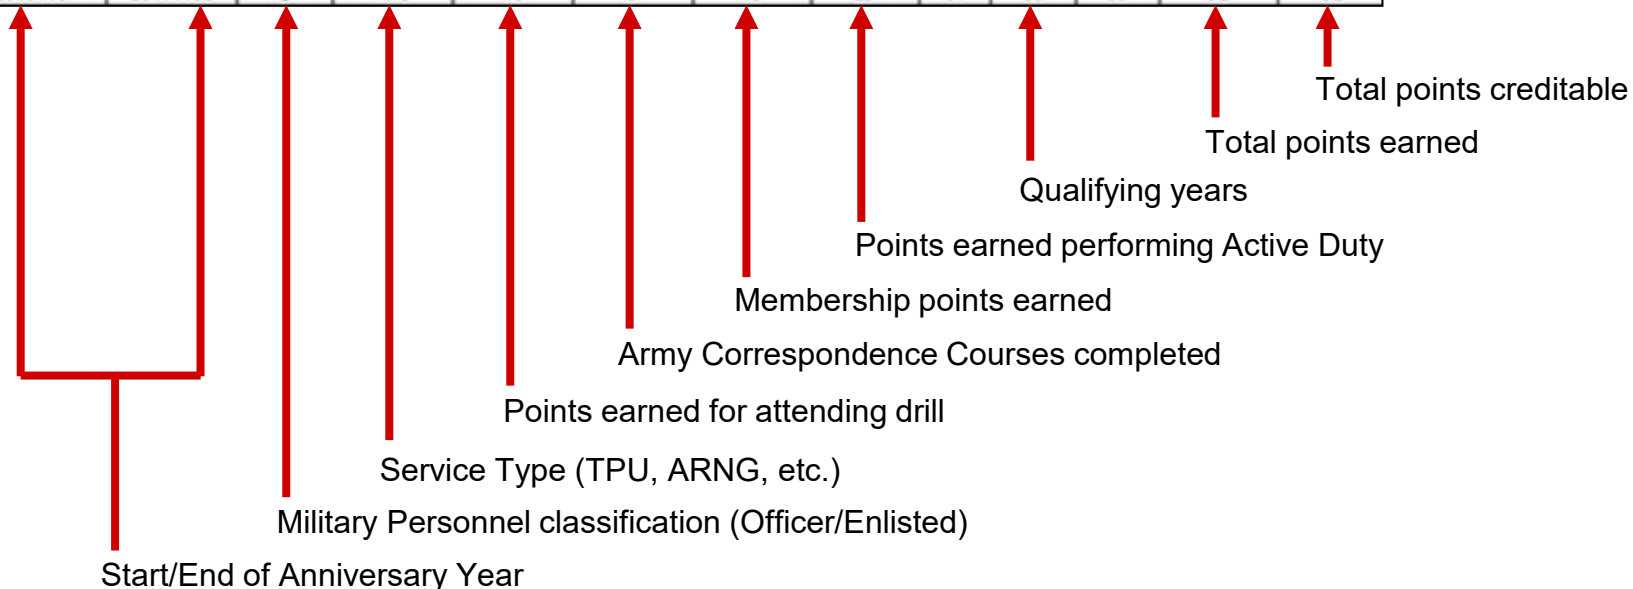 Total points creditable
Total points earned
Qualifying years
Points earned performing Active Duty
Membership points earned
Army Correspondence Courses completed
Points earned for attending drill
Service Type (TPU, ARNG, etc.)
Military Personnel classification (Officer/Enlisted)
Start/End of Anniversary Year